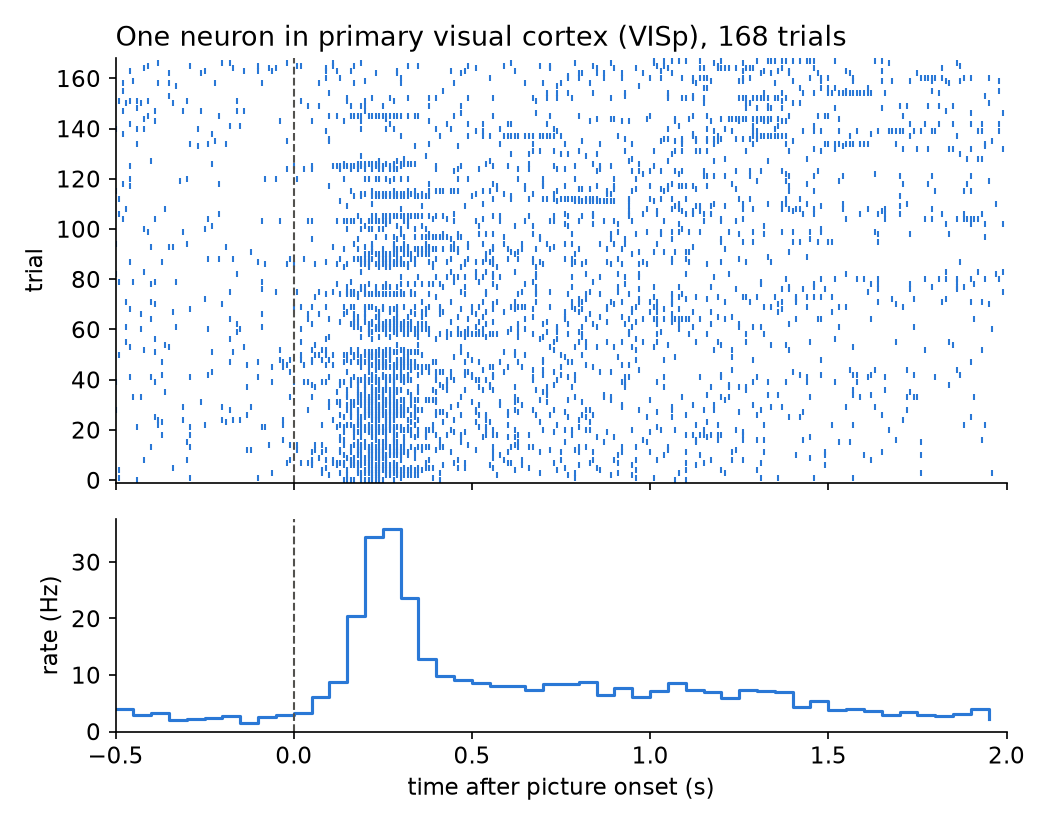 One neuron in primary visual cortex (VISp), 168 trials
160
140
120
100
80
60
40
20
0
trial
30
20
10
0
rate (Hz)
−0.5 0.0 0.5 1.0 1.5 2.0
time after picture onset (s)